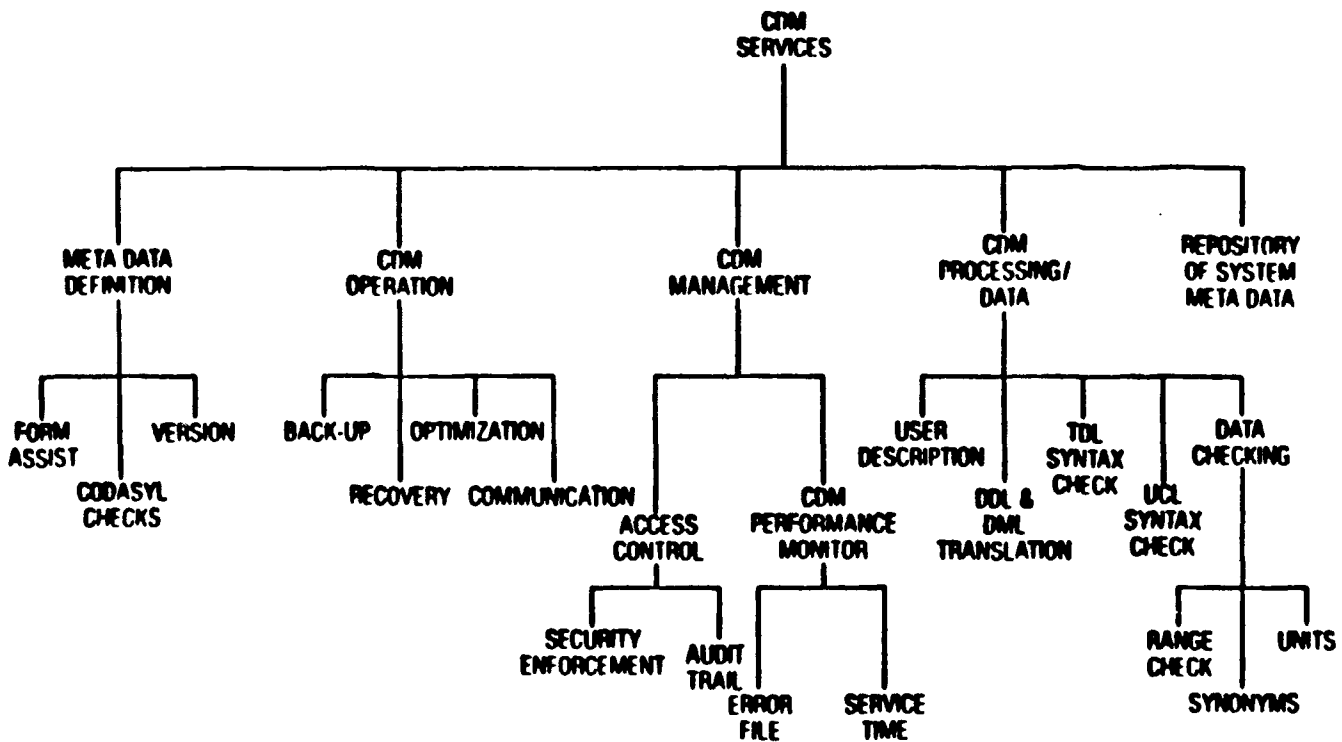 CDM
SERVICES
META DATA
DEFINITION
CDM
OPERATION
CDM
MANAGEMENT
CDM
PROCESSING/
DATA
REPOSITORY
OF SYSTEM
META DATA
FORM
ASSIST
CODASYL
CHECKS
VERSION
BACK-UP
RECOVERY
OPTIMIZATION
COMMUNICATION
ACCESS
CONTROL
CDM
PERFORMANCE
MONITOR
USER
DESCRIPTION
DDL &
DML
TRANSLATION
TDL
SYNTAX
CHECK
UCL
SYNTAX
CHECK
DATA
CHECKING
SECURITY
ENFORCEMENT
AUDIT
TRAIL
ERROR
FILE
SERVICE
TIME
RANGE
CHECK
SYNONYMS
UNITS